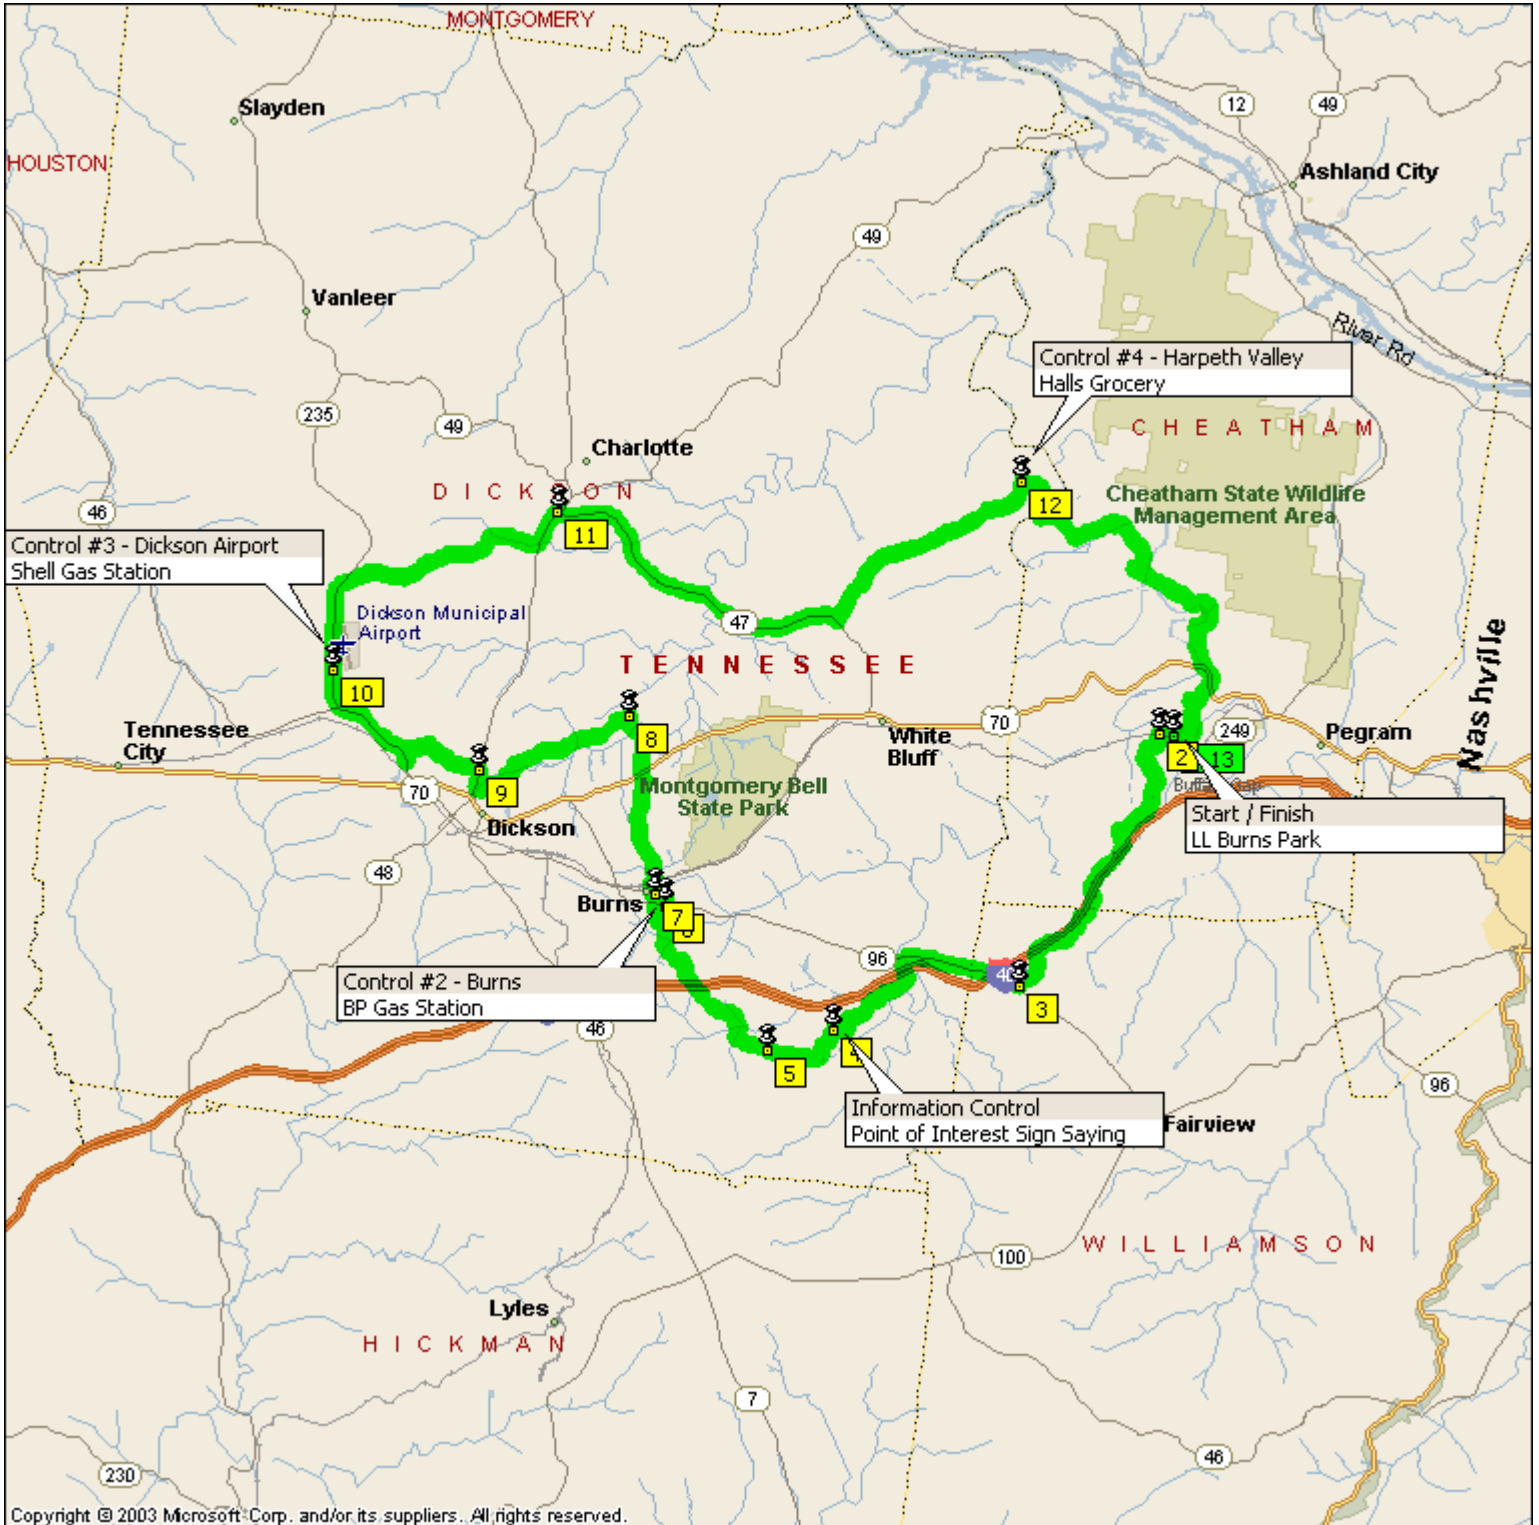 MONTGOMERY
Slayden
12
49
HOUSTON
Ashland City
49
Vanleer
River Rd
Control #4 - Harpeth Valley
Halls Grocery
235
49
CHEATHAM
Charlotte
DICKSON
46
12
Cheatham State Wildlife
Management Area
11
Control #3 - Dickson Airport
Shell Gas Station
Dickson Municipal
Airport
47
TENNESSEE
10
Nashville
Tennessee
City
8
70
White
Bluff
249
Pegram
2
13
9
70
Montgomery Bell
State Park
Start / Finish
LL Burns Park
Dickson
48
Burns
7
96
40
Control #2 - Burns
BP Gas Station
3
46
4
5
96
Information Control
Point of Interest Sign Saying
Fairview
WILLIAMSON
100
Lyles
HICKMAN
7
46
230
Copyright © 2003 Microsoft Corp. and/or its suppliers. All rights reserved.